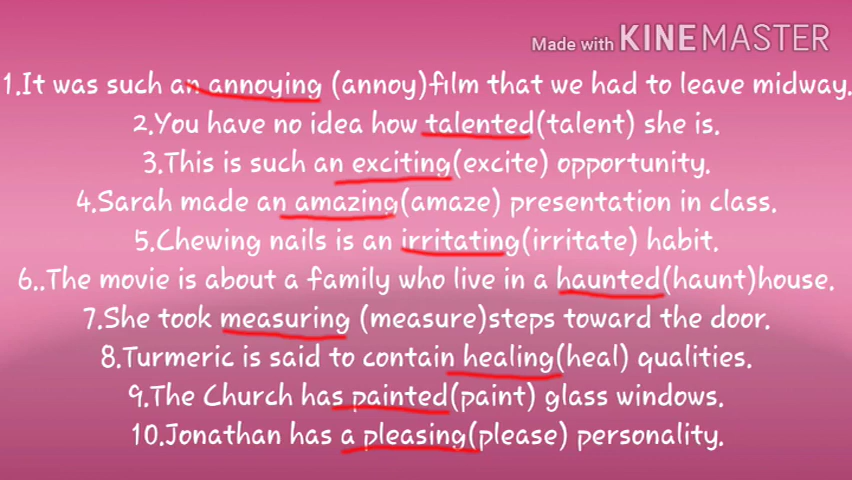 Made with KINEMASTER
1.It was such an annoying (annoy)film that we had to leave midway.
2.You have no idea how talented(talent) she is.
3.This is such an exciting(excite) opportunity.
4.Sarah made an amazing(amaze) presentation in class.
5.Chewing nails is an irritating(irritate) habit.
6..The movie is about a family who live in a haunted(haunt)house.
7.She took measuring (measure)steps toward the door.
8.Turmeric is said to contain healing(heal) qualities.
9.The Church has painted(paint) glass windows.
10.Jonathan has a pleasing(please) personality.